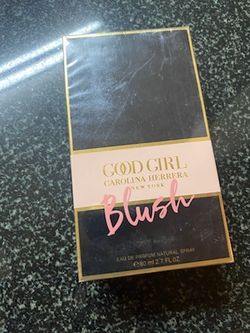 GOOD GIRL
CAROLINA HERRERA
NEW YORK
Blush
EAU DE PARFUM NATURAL SPRAY
℮ 80 ml 2.7 FL.OZ.